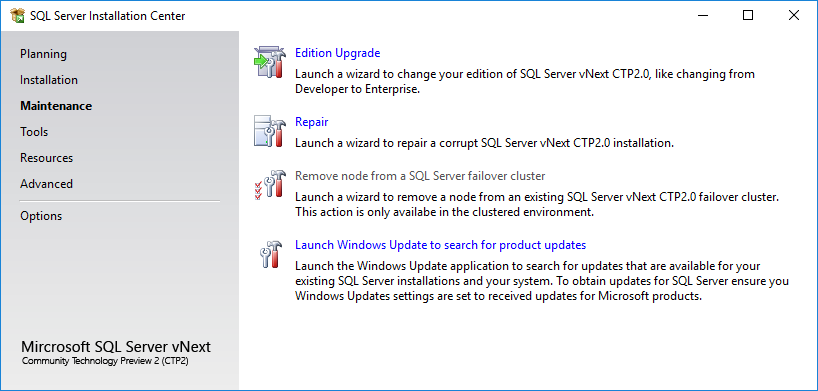 SQL Server Installation Center
Planning
Installation
Maintenance
Tools
Resources
Advanced
Options
Mircrosoft SQL Server vNext
Community Technology Preview 2 (CTP2)
Edition Upgrade
Launch a wizard to change your edition of SQL Server vNext CTP2.0, like changing from
Developer to Enterprise.
Repair
Launch a wizard to repair a corrupt SQL Server vNext CTP2.0 installation.
Remove node from a SQL Server failover cluster
Launch a wizard to remove a node from an existing SQL Server vNext CTP2.0 failover cluster.
This action is only availabe in the clustered environment.
Launch Windows Update to search for product updates
Launch the Windows Update application to search for updates that are available for your
existing SQL Server installations and your system. To obtain updates for SQL Server ensure you
Windows Updates settings are set to received updates for Microsoft products.